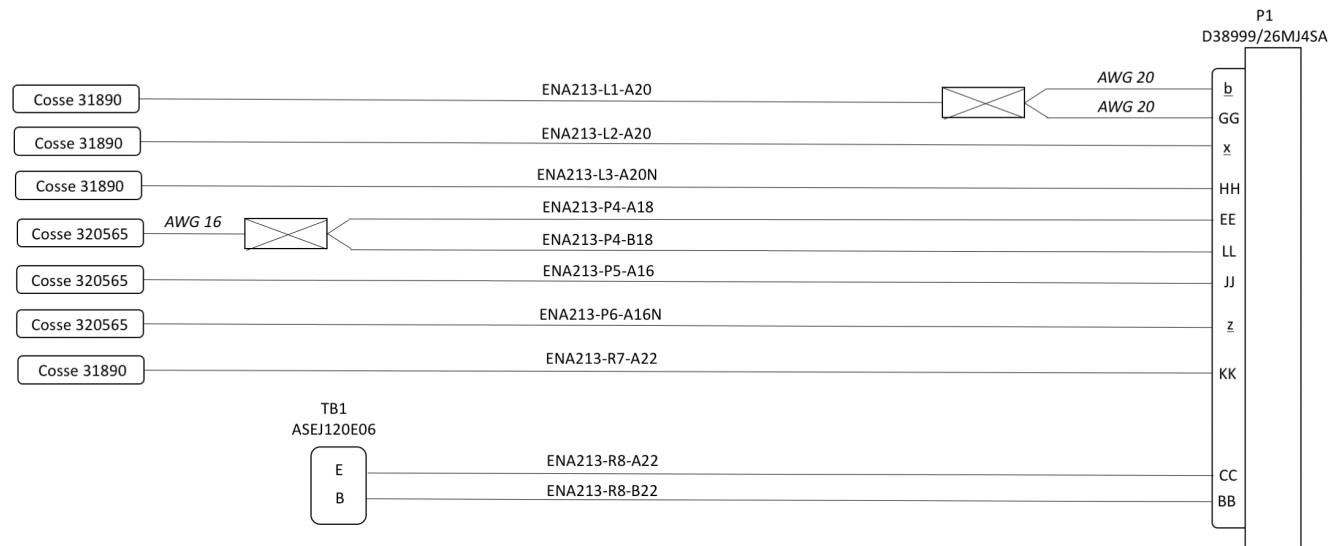 P1
D38999/26MJ4SA
Cosse 31890 ENA213-L1-A20 AWG 20 b
AWG 20 GG
Cosse 31890 ENA213-L2-A20 x
Cosse 31890 ENA213-L3-A20N HH
Cosse 320565 AWG 16 ENA213-P4-A18 EE
ENA213-P4-B18 LL
Cosse 320565 ENA213-P5-A16 JJ
Cosse 320565 ENA213-P6-A16N z
Cosse 31890 ENA213-R7-A22 KK
TB1
ASEJ120E06
E ENA213-R8-A22 CC
B ENA213-R8-B22 BB